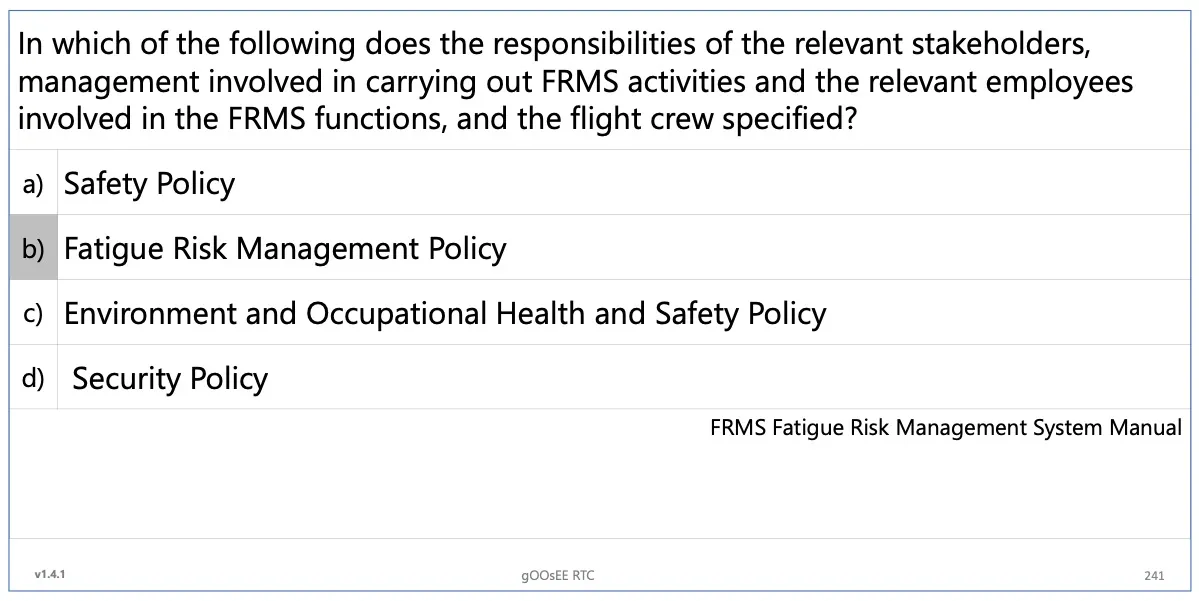 In which of the following does the responsibilities of the relevant stakeholders,
management involved in carrying out FRMS activities and the relevant employees
involved in the FRMS functions, and the flight crew specified?
a) Safety Policy
b) Fatigue Risk Management Policy
c) Environment and Occupational Health and Safety Policy
d) Security Policy
FRMS Fatigue Risk Management System Manual
v1.4.1 gOOsEE RTC 241